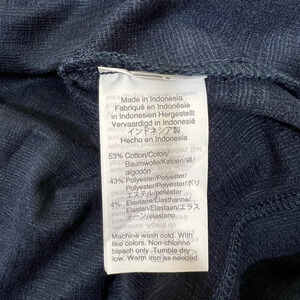 Made in Indonesia
Fabriqué en Indonésie
in Indonesien Hergestellt
Vervaardigd in Indonesië
インドネシア製
Hecho en Indonesia
53% Cotton/Coton/
Baumwolle/Katoen/綿/
algodón
43% Polyester/Polyester/
Polyester/Polyester/ポリ
エステル/poliéster
4% Elastane/Elasthanne/
Elastan/Elastaan/エラス
テーン/elastano
Machine wash cold. With
like colors. Non-chlorine
bleach only. Tumble dry
low. Warm iron as needed.